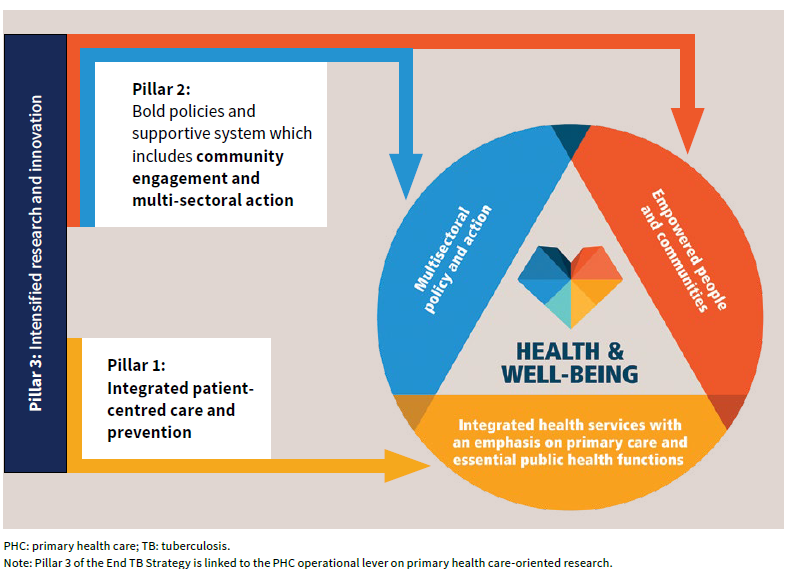 Pillar 3: Intensified research and innovation
Pillar 2:
Bold policies and
supportive system which
includes community
engagement and
multi-sectoral action
Pillar 1:
Integrated patient-
centred care and
prevention
Multisectoral
policy and action
Empowered people
and communities
HEALTH &
WELL-BEING
Integrated health services with
an emphasis on primary care and
essential public health functions
PHC: primary health care; TB: tuberculosis.
Note: Pillar 3 of the End TB Strategy is linked to the PHC operational lever on primary health care-oriented research.